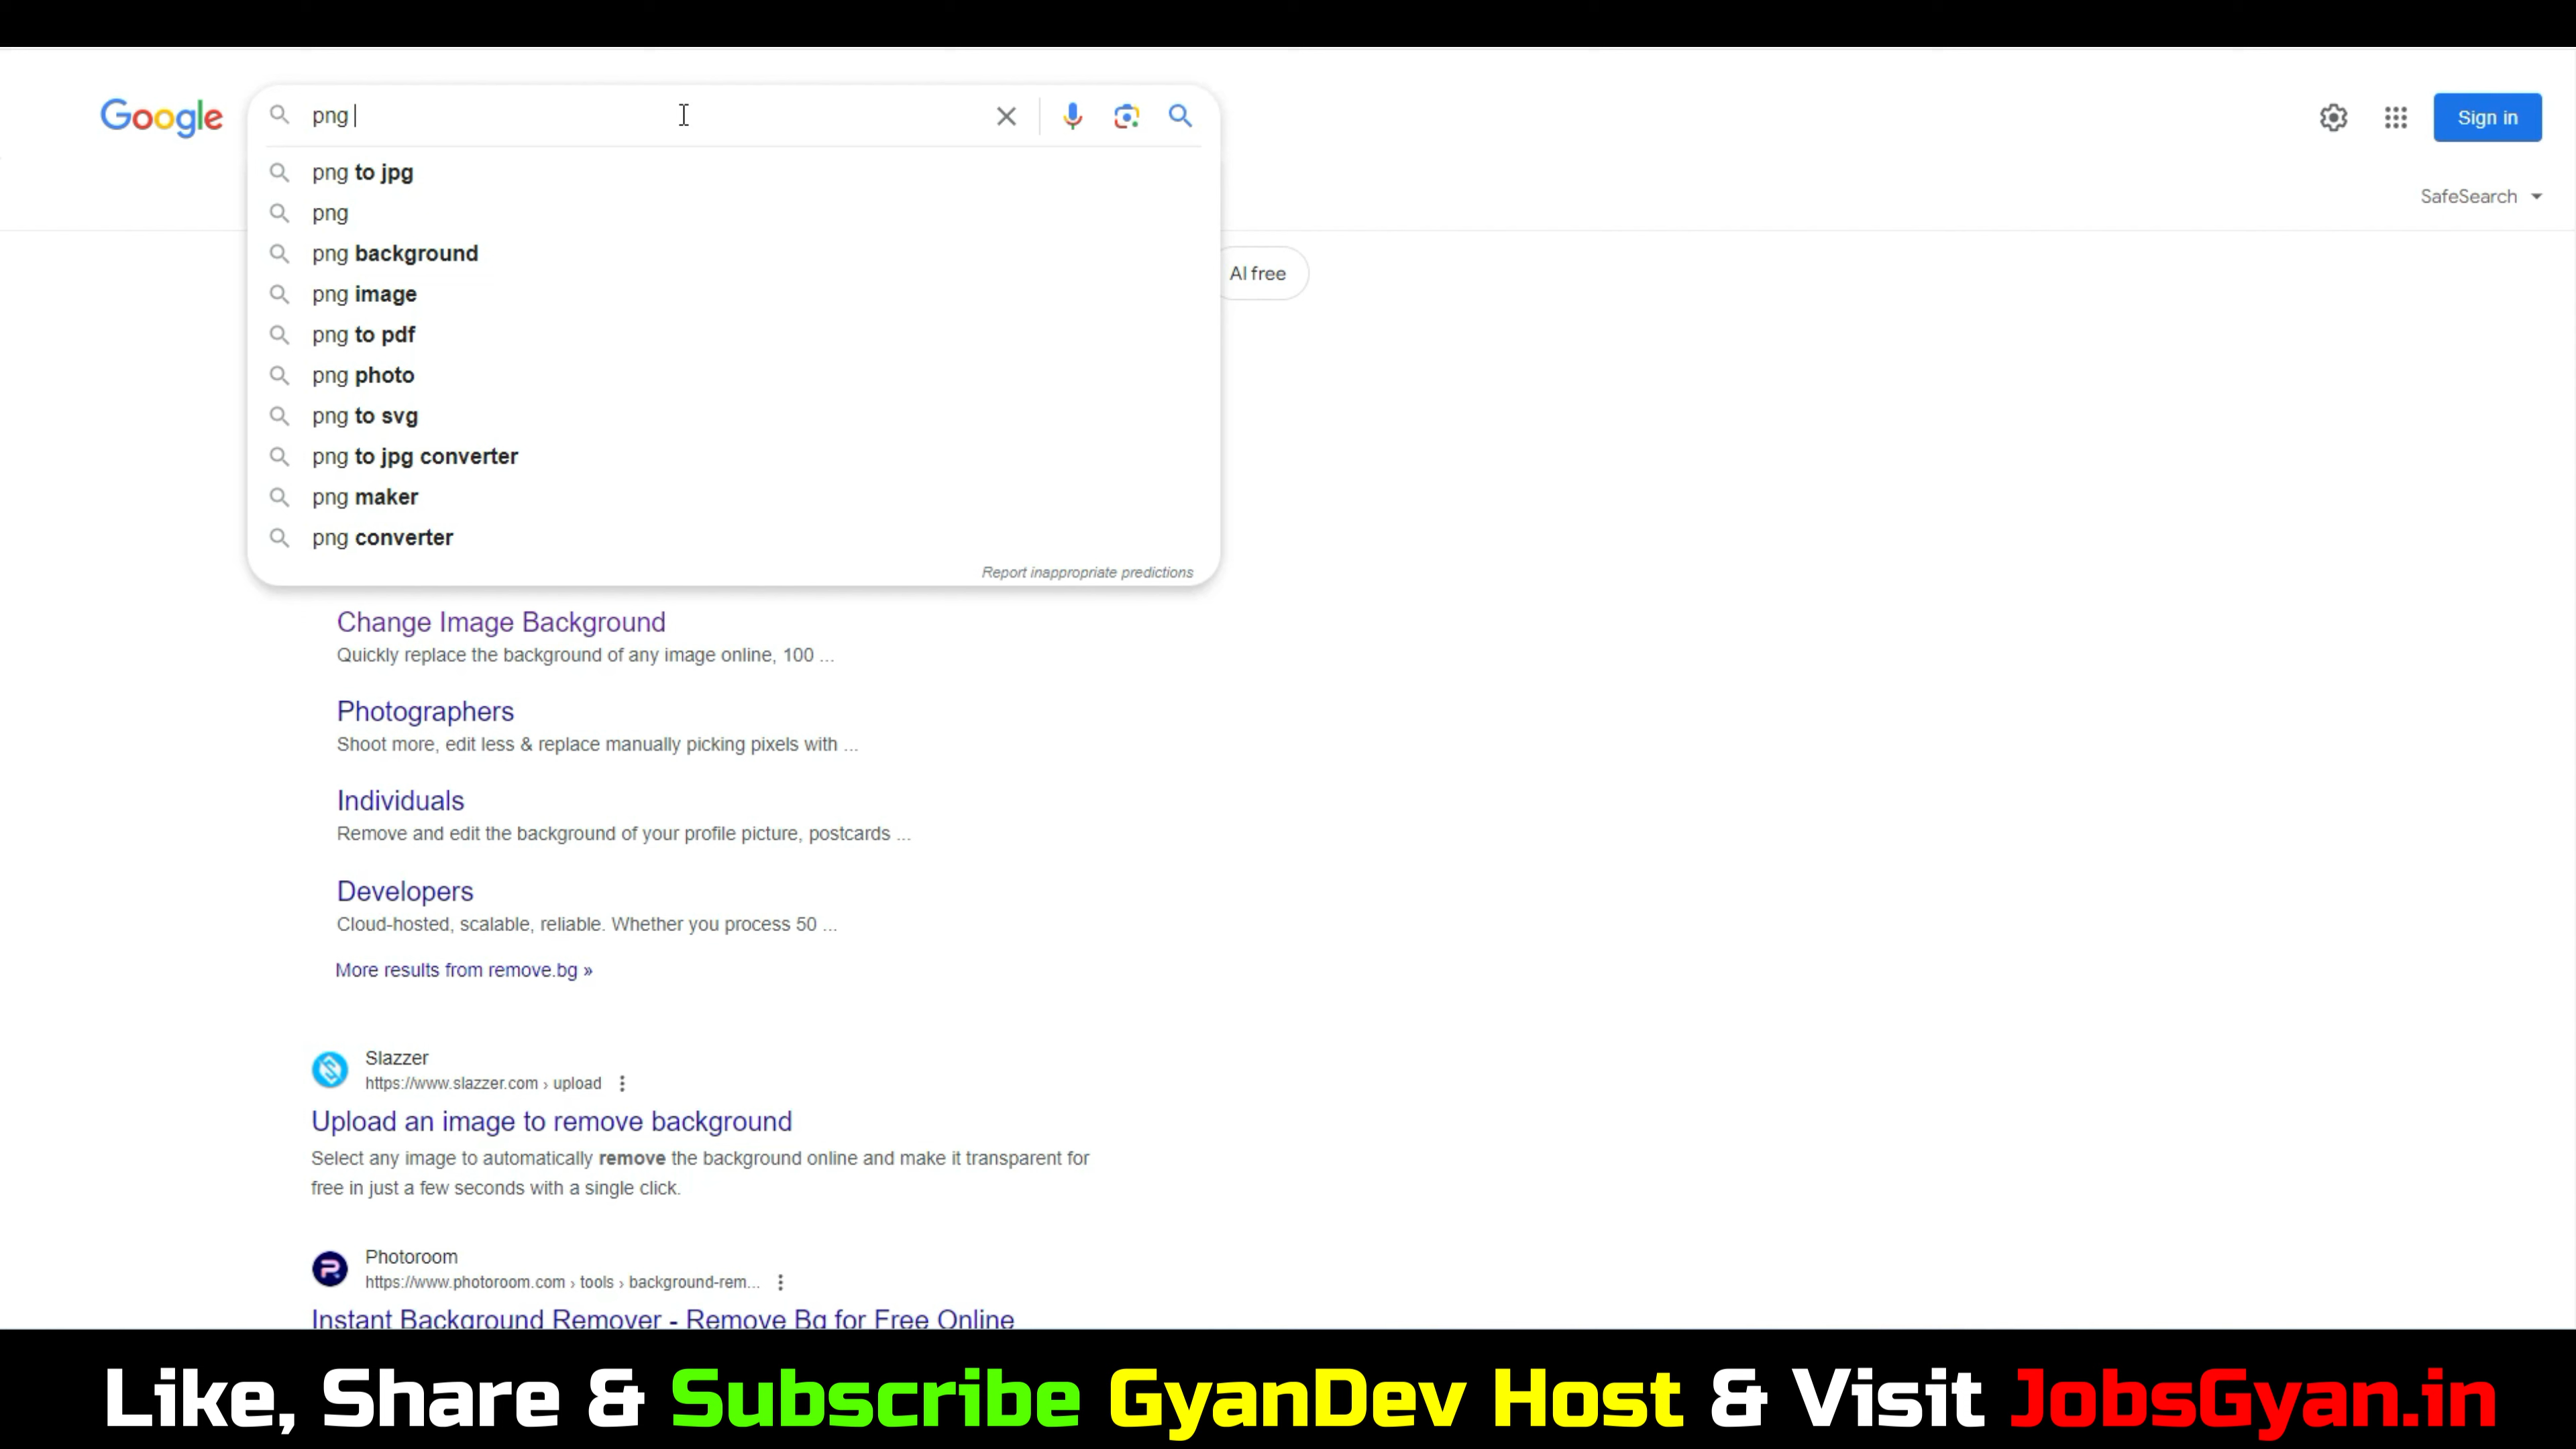 Google
png
Sign in
png to jpg
png
SafeSearch
png background
AI free
png image
png to pdf
png photo
png to svg
png to jpg converter
png maker
png converter
Report inappropriate predictions
Change Image Background
Quickly replace the background of any image online, 100 ...
Photographers
Shoot more, edit less & replace manually picking pixels with ...
Individuals
Remove and edit the background of your profile picture, postcards ...
Developers
Cloud-hosted, scalable, reliable. Whether you process 50 ...
More results from remove.bg »
Slazzer
https://www.slazzer.com › upload
Upload an image to remove background
Select any image to automatically remove the background online and make it transparent for
free in just a few seconds with a single click.
Photoroom
https://www.photoroom.com › tools › background-rem...
Instant Background Remover - Remove Bg for Free Online
Like, Share & Subscribe GyanDev Host & Visit JobsGyan.in